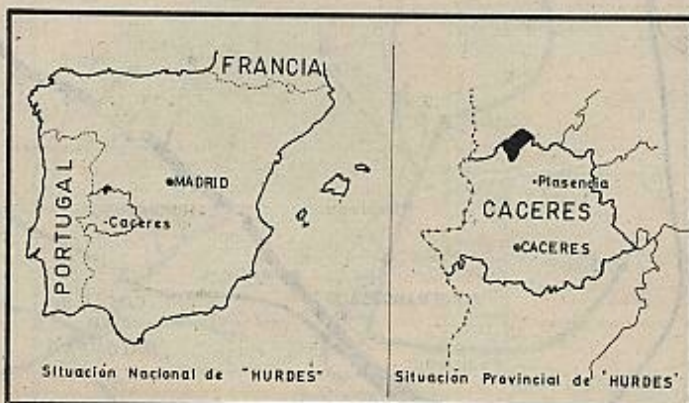 FRANCIA
PORTUGAL
MADRID
Caceres
Situación Nacional de "HURDES"
Plasencia
CACERES
CACERES
Situación Provincial de "HURDES"